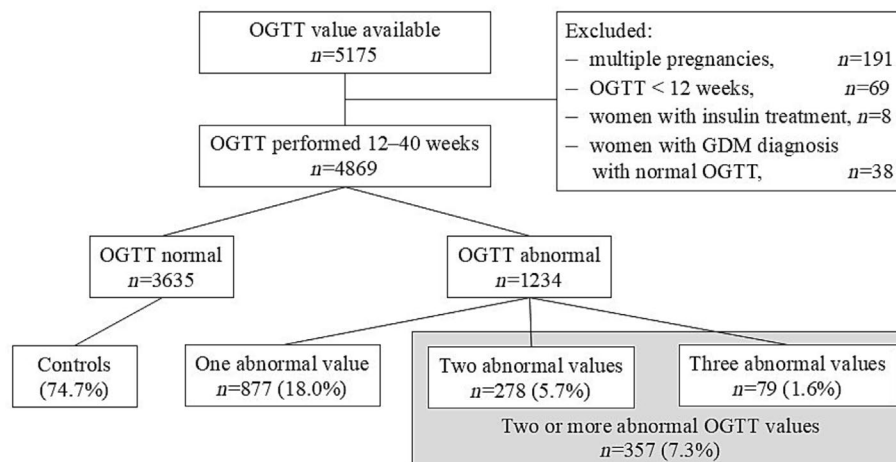 OGTT value available
n=5175
Excluded:
– multiple pregnancies, n=191
– OGTT < 12 weeks, n=69
– women with insulin treatment, n=8
– women with GDM diagnosis
with normal OGTT, n=38
OGTT performed 12–40 weeks
n=4869
OGTT normal
n=3635
OGTT abnormal
n=1234
Controls
(74.7%)
One abnormal value
n=877 (18.0%)
Two abnormal values
n=278 (5.7%)
Three abnormal values
n=79 (1.6%)
Two or more abnormal OGTT values
n=357 (7.3%)